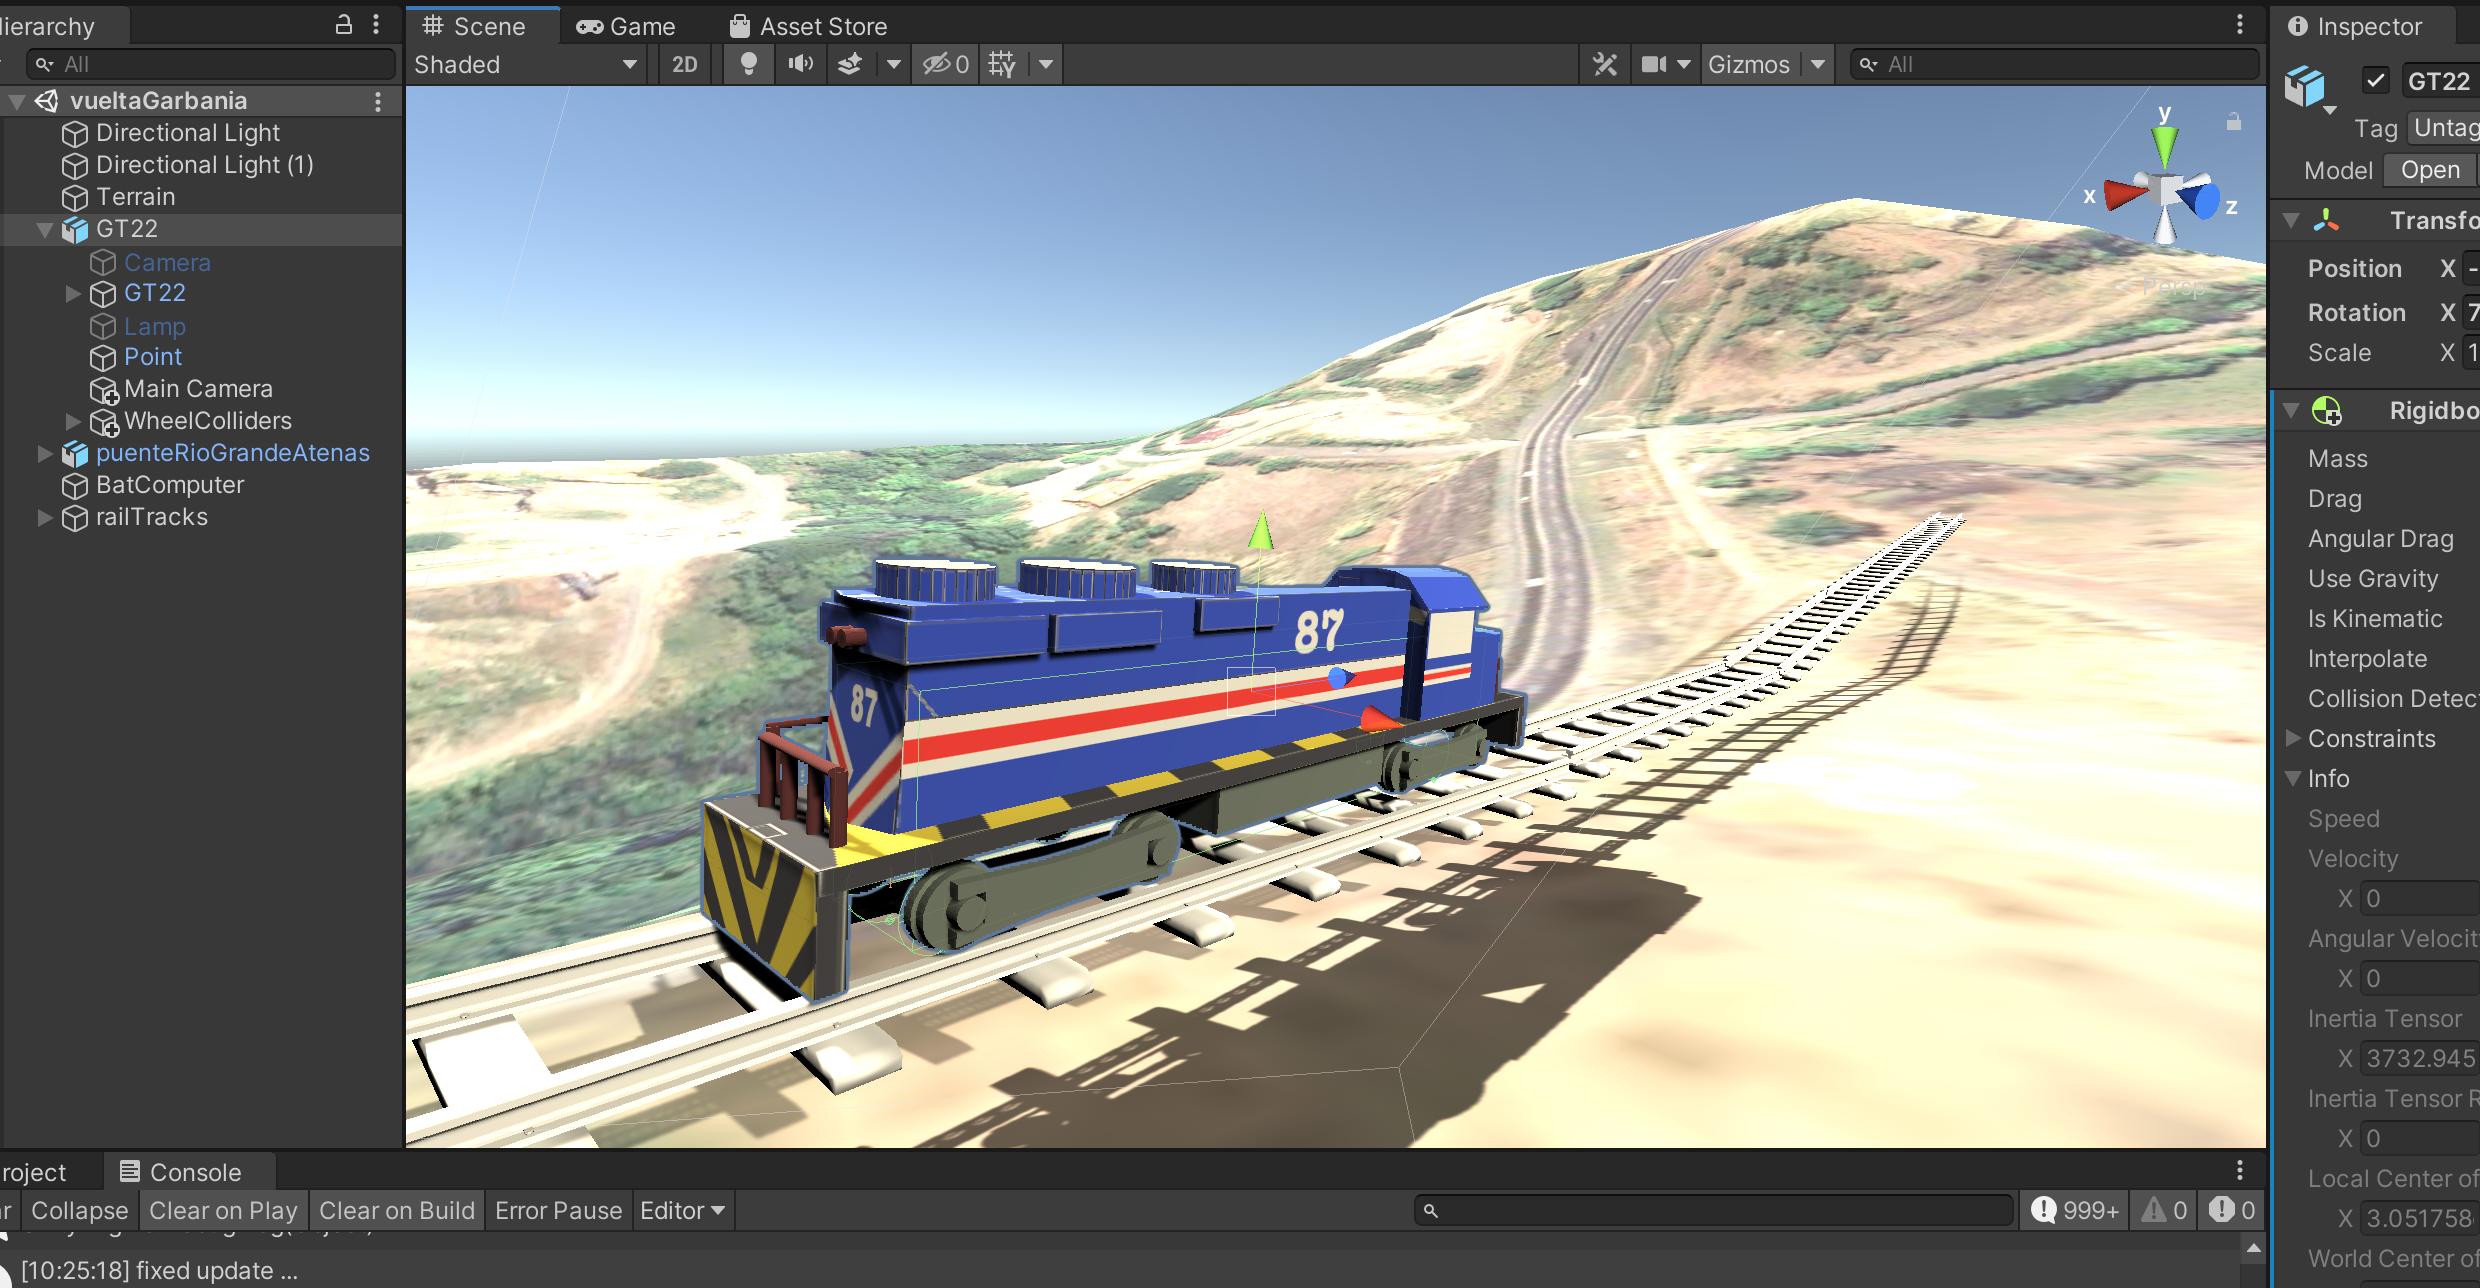 Hierarchy
All
vueltaGarbania
Directional Light
Directional Light (1)
Terrain
GT22
Camera
GT22
Lamp
Point
Main Camera
WheelColliders
puenteRioGrandeAtenas
BatComputer
railTracks
Scene Game Asset Store
Shaded 2D 0 Gizmos All
y
x
z
Persp
87
87
Inspector
GT22
Tag Untag
Model Open
Transfo
Position X -
Rotation X 7
Scale X 1
Rigidbo
Mass
Drag
Angular Drag
Use Gravity
Is Kinematic
Interpolate
Collision Detec
Constraints
Info
Speed
Velocity
X 0
Angular Velocit
X 0
Inertia Tensor
X 3732.945
Inertia Tensor R
X 0
Local Center of
X 3.051758
World Center of
roject Console
ar Collapse Clear on Play Clear on Build Error Pause Editor 999+ 0 0
[10:25:18] fixed update ...